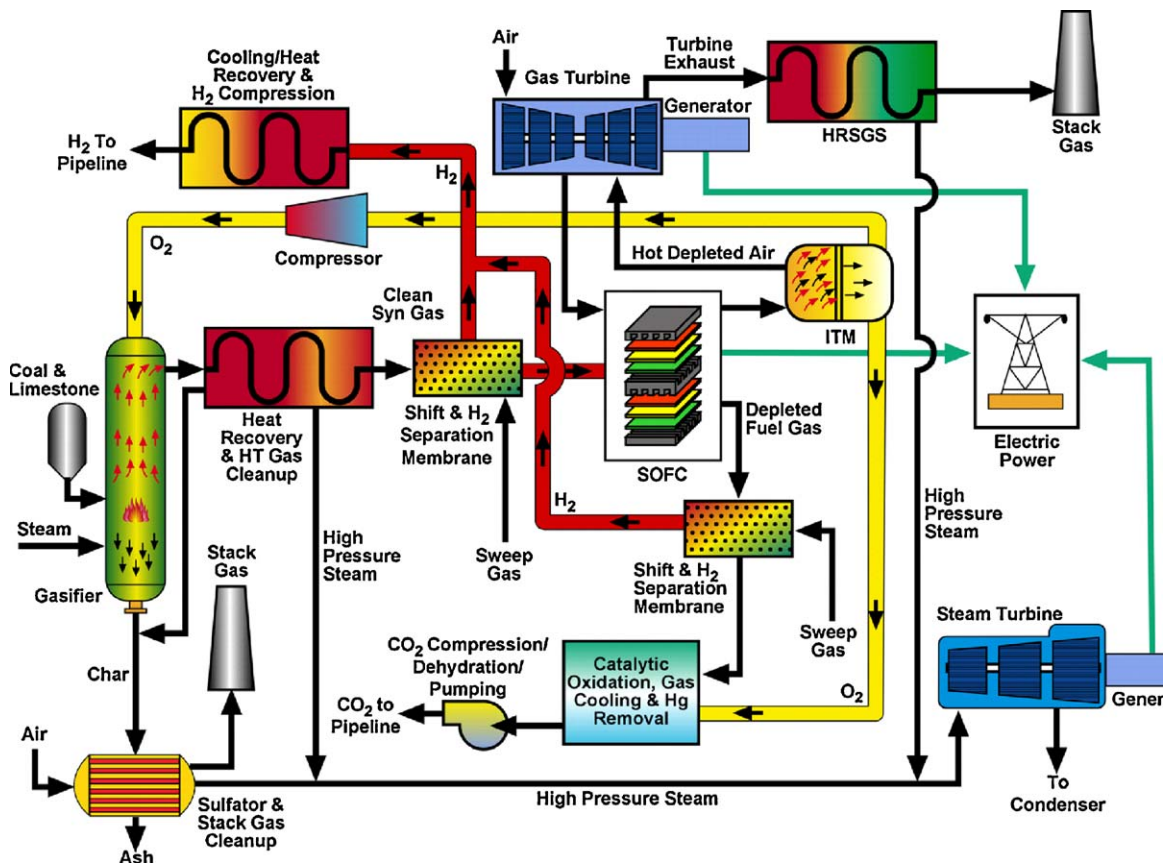 Air
Gas Turbine
Turbine
Exhaust
Generator
HRSGS
Stack
Gas
Cooling/Heat
Recovery &
H2 Compression
H2 To
Pipeline
H2
O2
Compressor
Hot Depleted Air
ITM
Clean
Syn Gas
Coal &
Limestone
Heat
Recovery
& HT Gas
Cleanup
Shift & H2
Separation
Membrane
SOFC
Depleted
Fuel Gas
Electric
Power
Steam
Gasifier
Stack
Gas
High
Pressure
Steam
Sweep
Gas
H2
Shift & H2
Separation
Membrane
Sweep
Gas
High
Pressure
Steam
Steam Turbine
Gener
To
Condenser
Char
CO2 Compression/
Dehydration/
Pumping
CO2 to
Pipeline
Catalytic
Oxidation, Gas
Cooling & Hg
Removal
O2
Air
Sulfator &
Stack Gas
Cleanup
High Pressure Steam
Ash